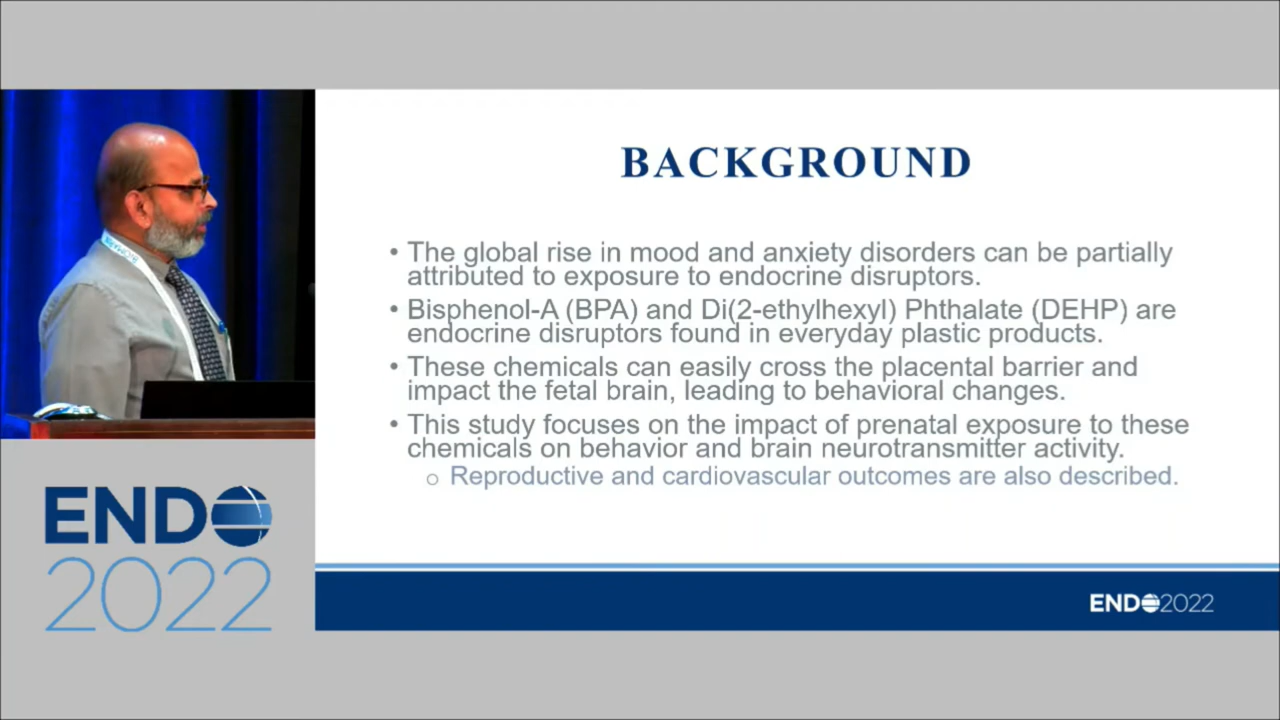 BACKGROUND
• The global rise in mood and anxiety disorders can be partially
attributed to exposure to endocrine disruptors.
• Bisphenol-A (BPA) and Di(2-ethylhexyl) Phthalate (DEHP) are
endocrine disruptors found in everyday plastic products.
• These chemicals can easily cross the placental barrier and
impact the fetal brain, leading to behavioral changes.
• This study focuses on the impact of prenatal exposure to these
chemicals on behavior and brain neurotransmitter activity.
○ Reproductive and cardiovascular outcomes are also described.
ENDO
2022
ENDO2022